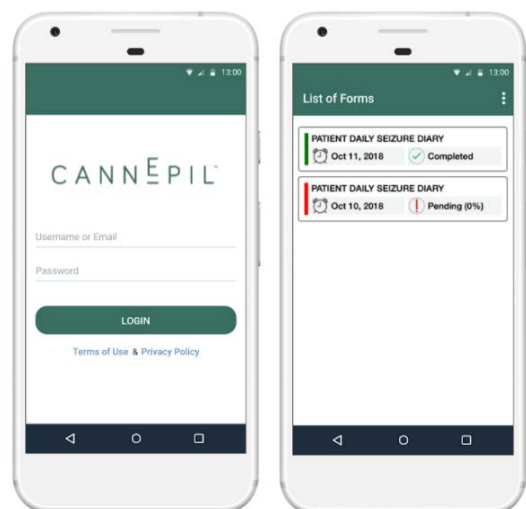 13:00
CANNEPIL™
Username or Email
Password
LOGIN
Terms of Use & Privacy Policy
13:00
List of Forms
PATIENT DAILY SEIZURE DIARY
Oct 11, 2018 Completed
PATIENT DAILY SEIZURE DIARY
Oct 10, 2018 Pending (0%)